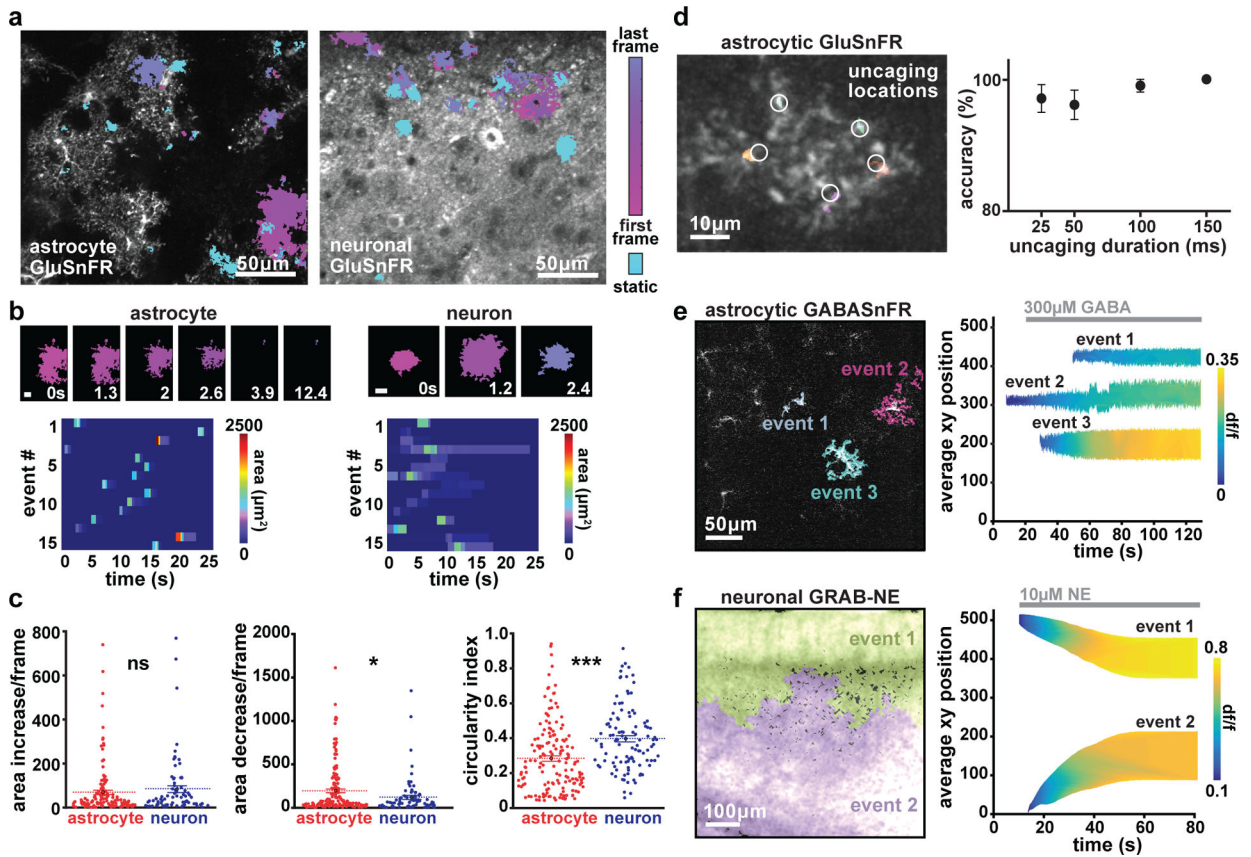 a
last
frame
first
frame
static
astrocyte
GluSnFR
50µm
neuronal
GluSnFR
50µm
b
astrocyte
0s
1.3
2
2.6
3.9
12.4
neuron
0s
1.2
2.4
event #
1
5
10
15
0 5 10 15 20 25
time (s)
2500
area (µm²)
0
event #
1
5
10
15
0 5 10 15 20 25
time (s)
2500
area (µm²)
0
c
area increase/frame
800
600
400
200
0
ns
astrocyte neuron
area decrease/frame
2000
1500
1000
500
0
*
astrocyte neuron
circularity index
1.0
0.8
0.6
0.4
0.2
0
***
astrocyte neuron
d
astrocytic GluSnFR
uncaging
locations
10µm
accuracy (%)
100
80
25 50 100 150
uncaging duration (ms)
e
astrocytic GABASnFR
event 2
event 1
event 3
50µm
300µM GABA
average xy position
500
400
300
200
100
0
event 1
event 2
event 3
0 20 40 60 80 100 120
time (s)
0.35
df/f
0
f
neuronal GRAB-NE
event 1
event 2
100µm
10µM NE
average xy position
500
400
300
200
100
0
event 1
event 2
0 20 40 60 80
time (s)
0.8
df/f
0.1